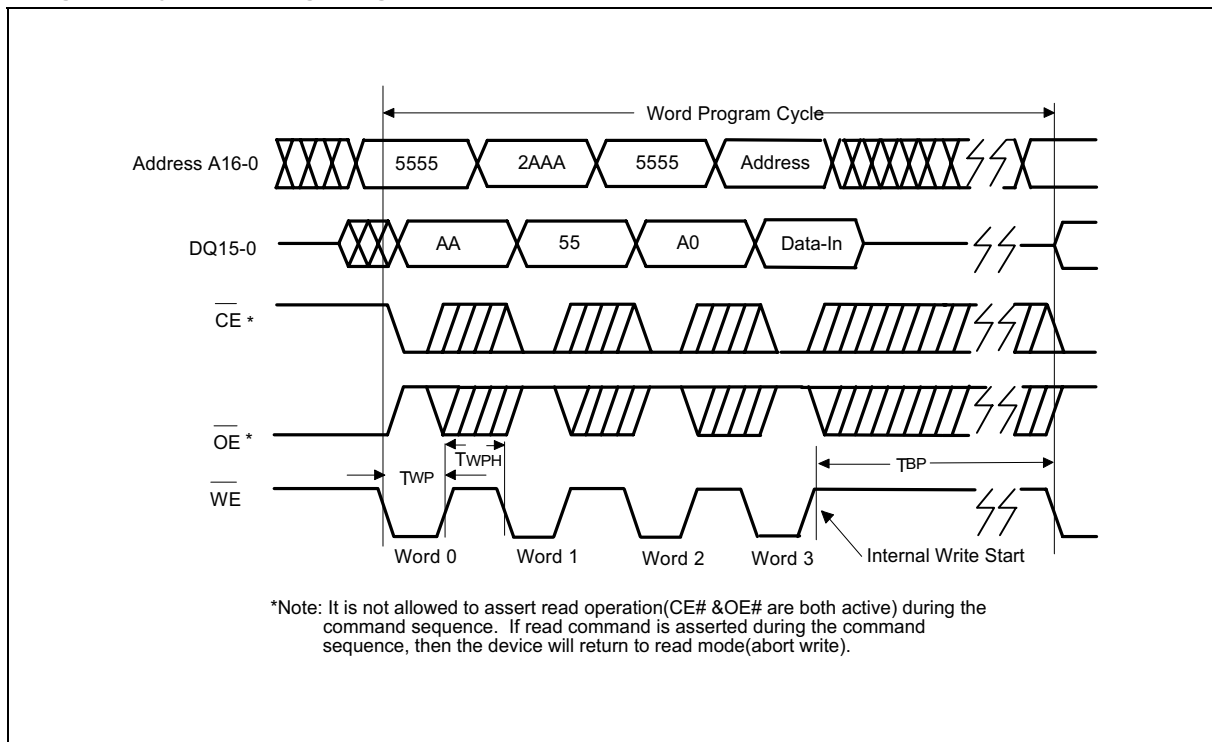 Word Program Cycle
Address A16-0
5555
2AAA
5555
Address
DQ15-0
AA
55
A0
Data-In
CE *
OE *
TWP
TWPH
TBP
WE
Word 0
Word 1
Word 2
Word 3
Internal Write Start
*Note: It is not allowed to assert read operation(CE# &OE# are both active) during the
command sequence. If read command is asserted during the command
sequence, then the device will return to read mode(abort write).